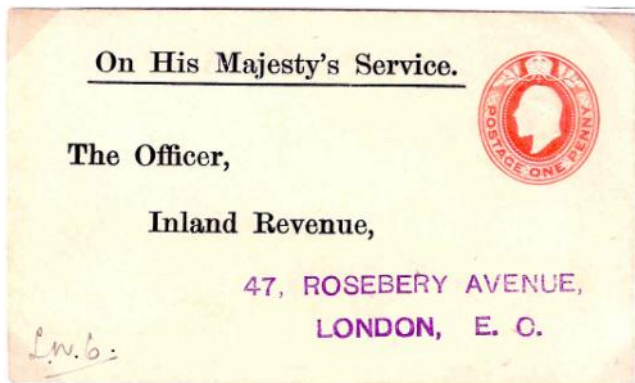 On His Majesty's Service.
POSTAGE ONE PENNY
The Officer,
Inland Revenue,
47, ROSEBERY AVENUE,
LONDON, E. C.